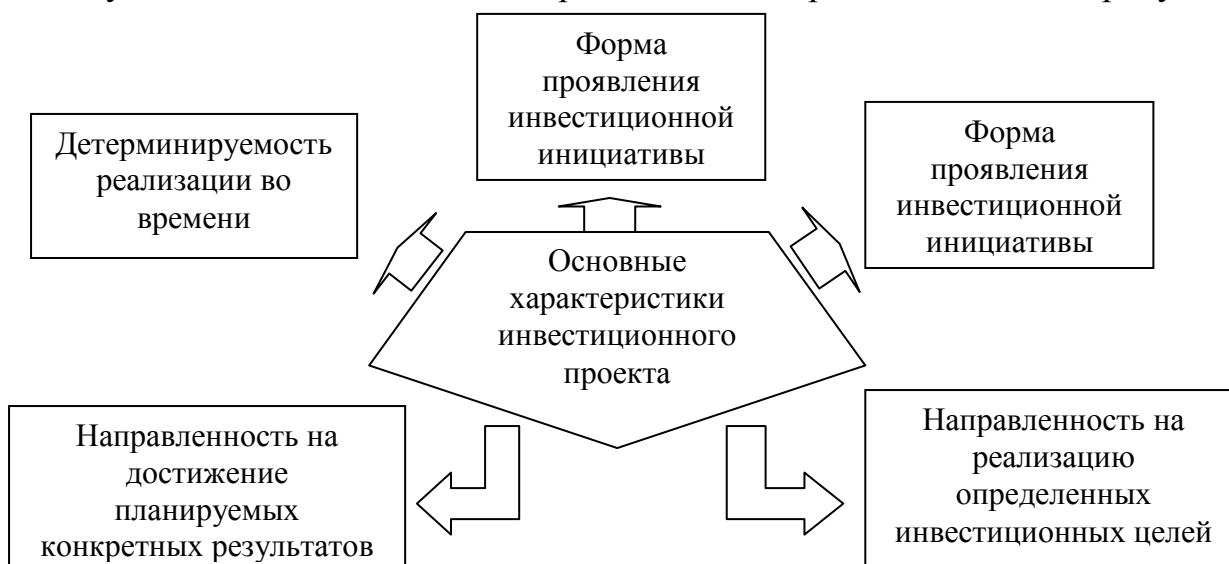 Форма
проявления
инвестиционной
инициативы
Детерминируемость
реализации во
времени
Форма
проявления
инвестиционной
инициативы
Основные
характеристики
инвестиционного
проекта
Направленность на
достижение
планируемых
конкретных результатов
Направленность на
реализацию
определенных
инвестиционных целей